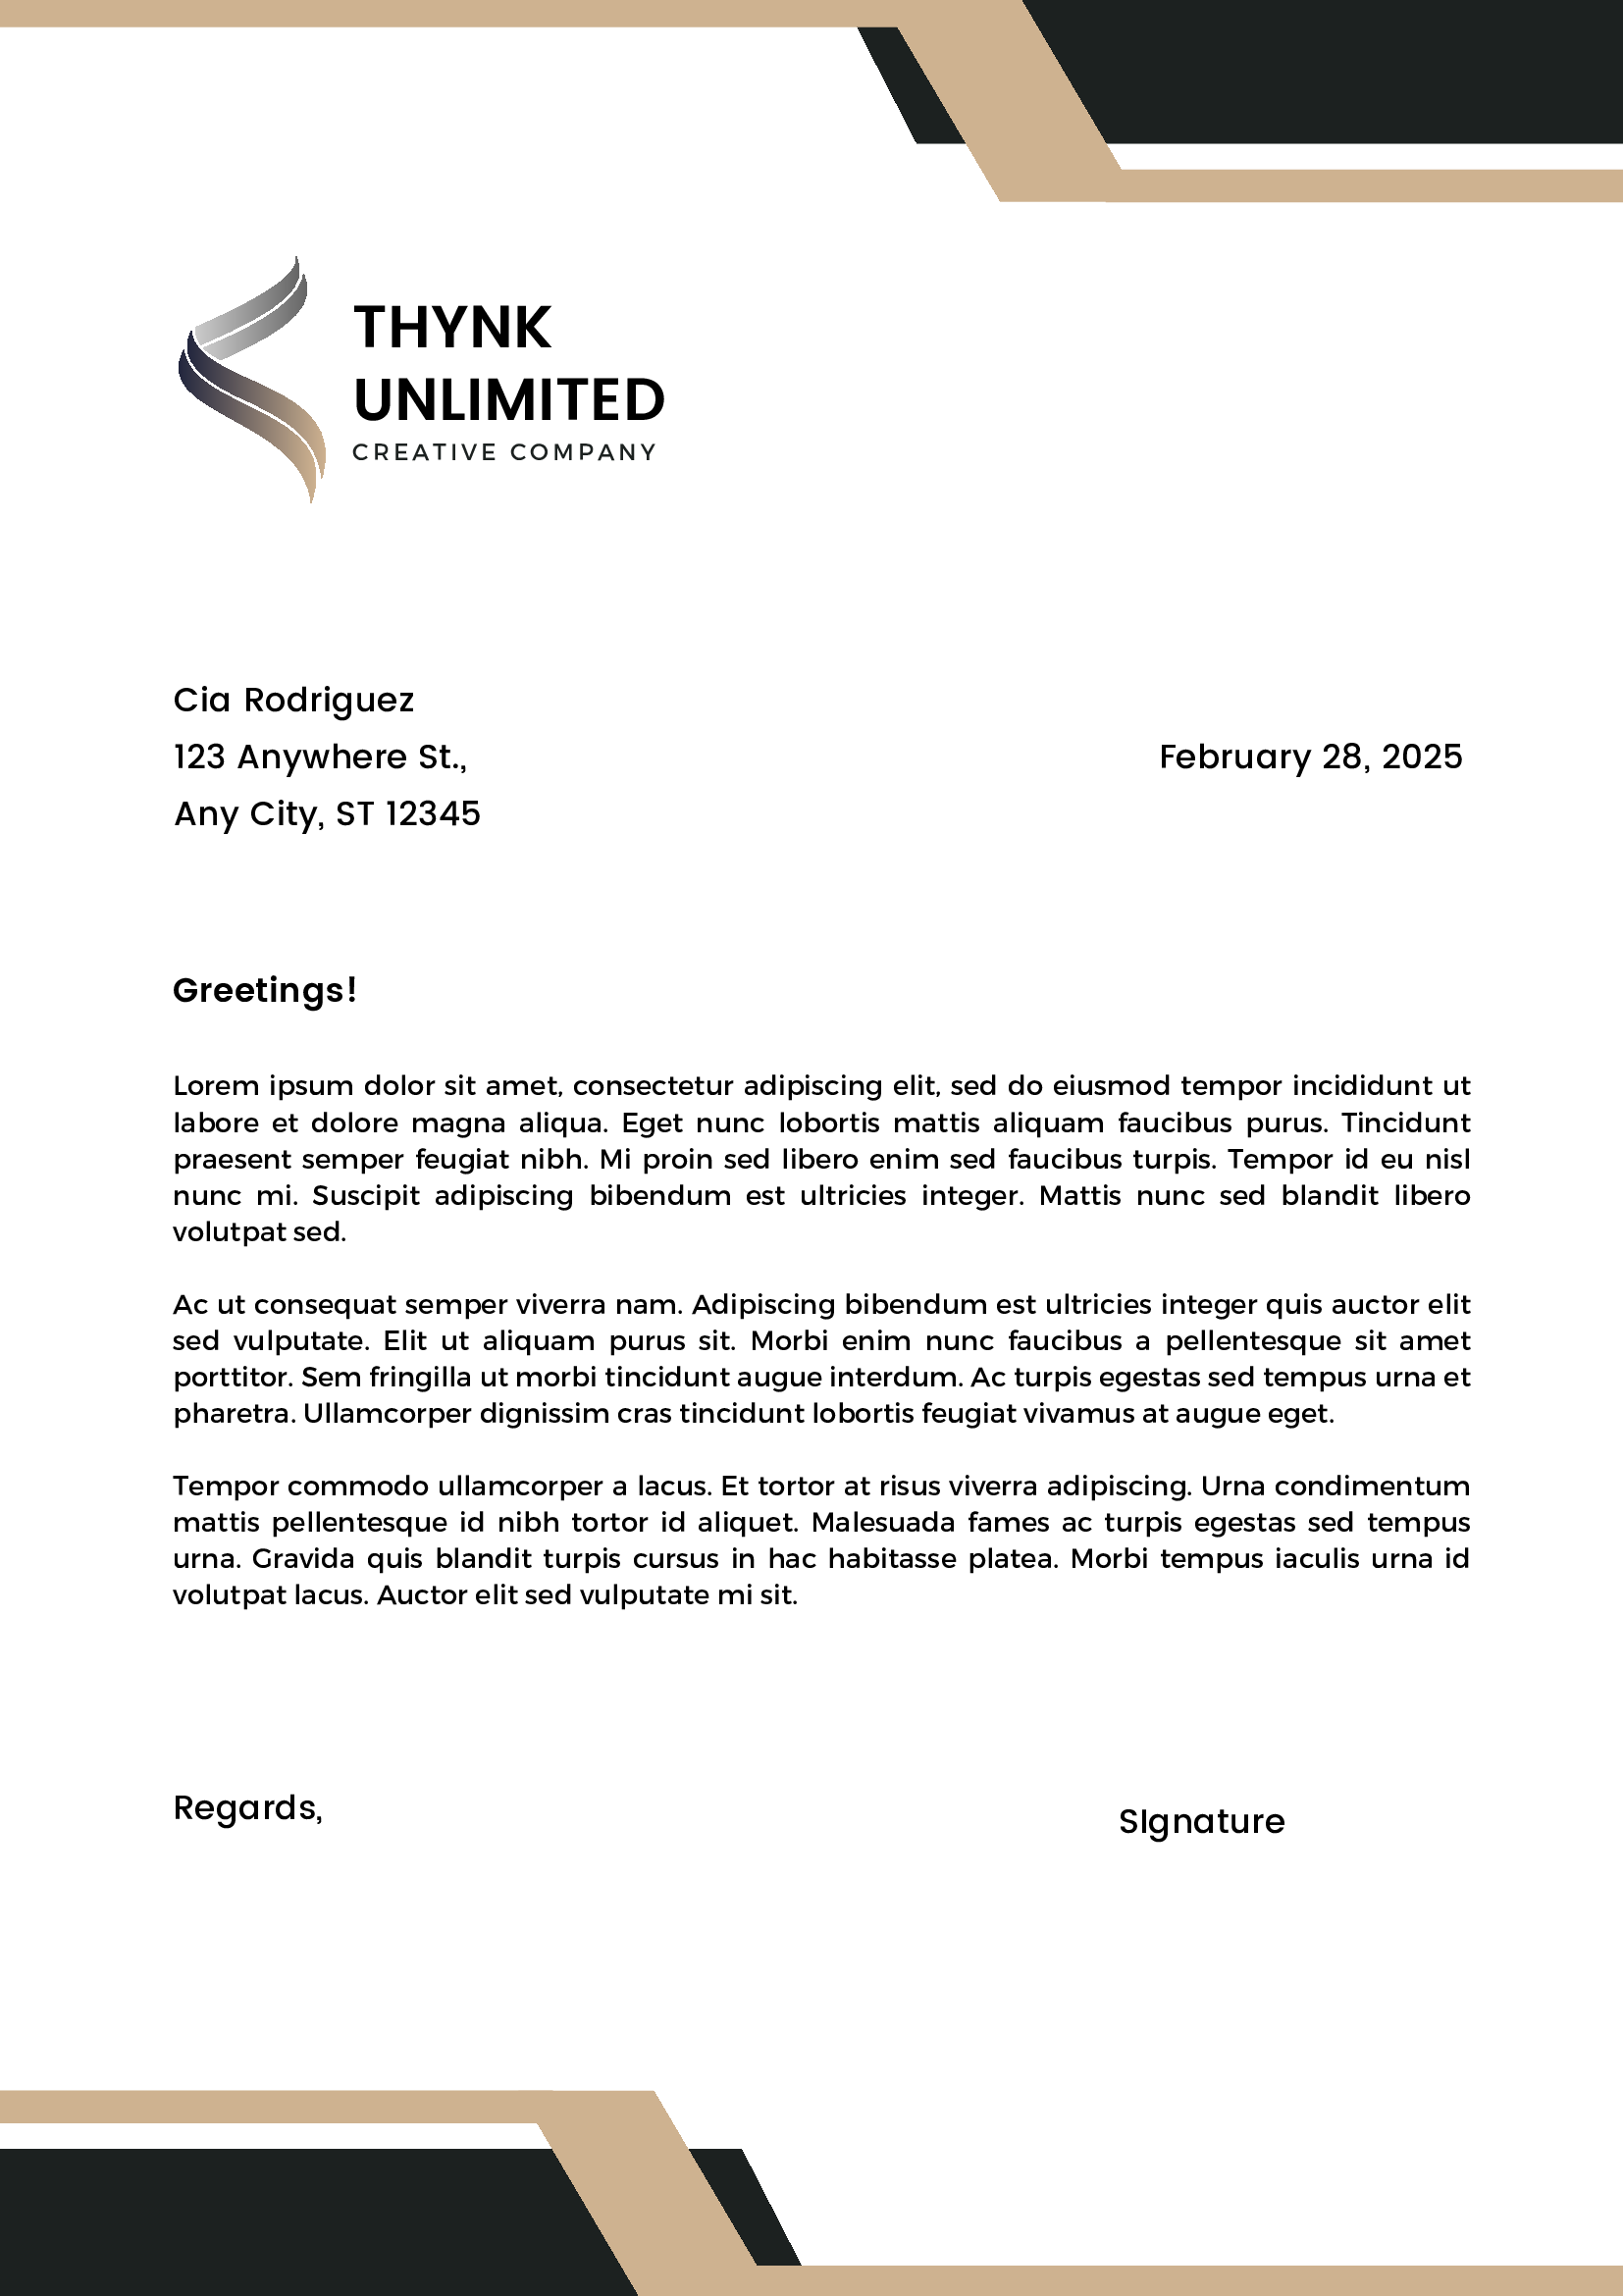 THYNK
UNLIMITED
CREATIVE COMPANY
Cia Rodriguez
123 Anywhere St.,
Any City, ST 12345
February 28, 2025
Greetings!
Lorem ipsum dolor sit amet, consectetur adipiscing elit, sed do eiusmod tempor incididunt ut
labore et dolore magna aliqua. Eget nunc lobortis mattis aliquam faucibus purus. Tincidunt
praesent semper feugiat nibh. Mi proin sed libero enim sed faucibus turpis. Tempor id eu nisl
nunc mi. Suscipit adipiscing bibendum est ultricies integer. Mattis nunc sed blandit libero
volutpat sed.
Ac ut consequat semper viverra nam. Adipiscing bibendum est ultricies integer quis auctor elit
sed vulputate. Elit ut aliquam purus sit. Morbi enim nunc faucibus a pellentesque sit amet
porttitor. Sem fringilla ut morbi tincidunt augue interdum. Ac turpis egestas sed tempus urna et
pharetra. Ullamcorper dignissim cras tincidunt lobortis feugiat vivamus at augue eget.
Tempor commodo ullamcorper a lacus. Et tortor at risus viverra adipiscing. Urna condimentum
mattis pellentesque id nibh tortor id aliquet. Malesuada fames ac turpis egestas sed tempus
urna. Gravida quis blandit turpis cursus in hac habitasse platea. Morbi tempus iaculis urna id
volutpat lacus. Auctor elit sed vulputate mi sit.
Regards,
SIgnature